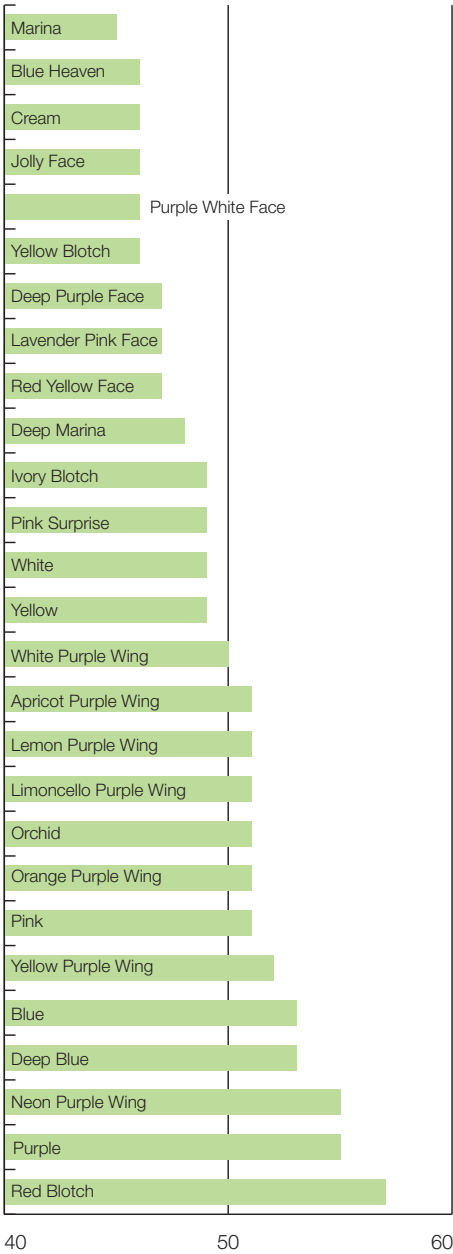 Marina
Blue Heaven
Cream
Jolly Face
Purple White Face
Yellow Blotch
Deep Purple Face
Lavender Pink Face
Red Yellow Face
Deep Marina
Ivory Blotch
Pink Surprise
White
Yellow
White Purple Wing
Apricot Purple Wing
Lemon Purple Wing
Limoncello Purple Wing
Orchid
Orange Purple Wing
Pink
Yellow Purple Wing
Blue
Deep Blue
Neon Purple Wing
Purple
Red Blotch
40 50 60